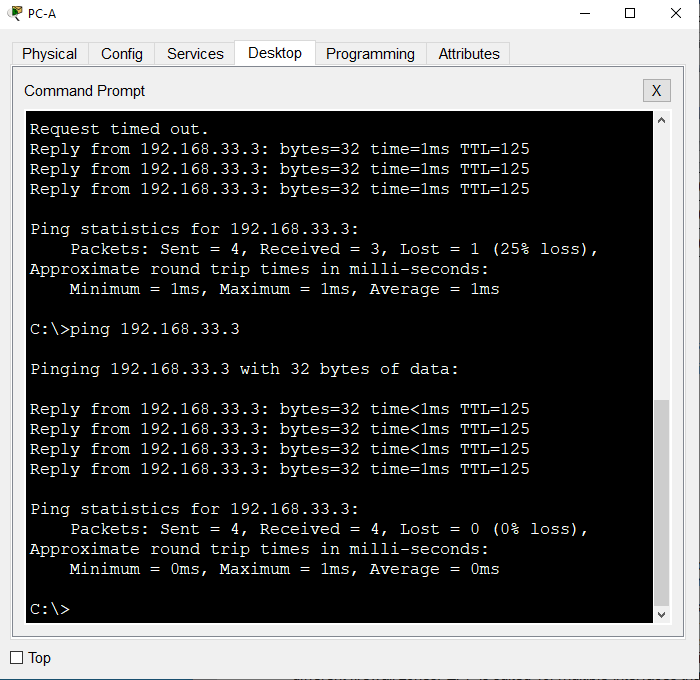 PC-A
Physical Config Services Desktop Programming Attributes
Command Prompt
X
Request timed out.
Reply from 192.168.33.3: bytes=32 time=1ms TTL=125
Reply from 192.168.33.3: bytes=32 time=1ms TTL=125
Reply from 192.168.33.3: bytes=32 time=1ms TTL=125
Ping statistics for 192.168.33.3:
Packets: Sent = 4, Received = 3, Lost = 1 (25% loss),
Approximate round trip times in milli-seconds:
Minimum = 1ms, Maximum = 1ms, Average = 1ms
C:\>ping 192.168.33.3
Pinging 192.168.33.3 with 32 bytes of data:
Reply from 192.168.33.3: bytes=32 time<1ms TTL=125
Reply from 192.168.33.3: bytes=32 time<1ms TTL=125
Reply from 192.168.33.3: bytes=32 time<1ms TTL=125
Reply from 192.168.33.3: bytes=32 time<1ms TTL=125
Ping statistics for 192.168.33.3:
Packets: Sent = 4, Received = 4, Lost = 0 (0% loss),
Approximate round trip times in milli-seconds:
Minimum = 0ms, Maximum = 1ms, Average = 0ms
C:\>
Top